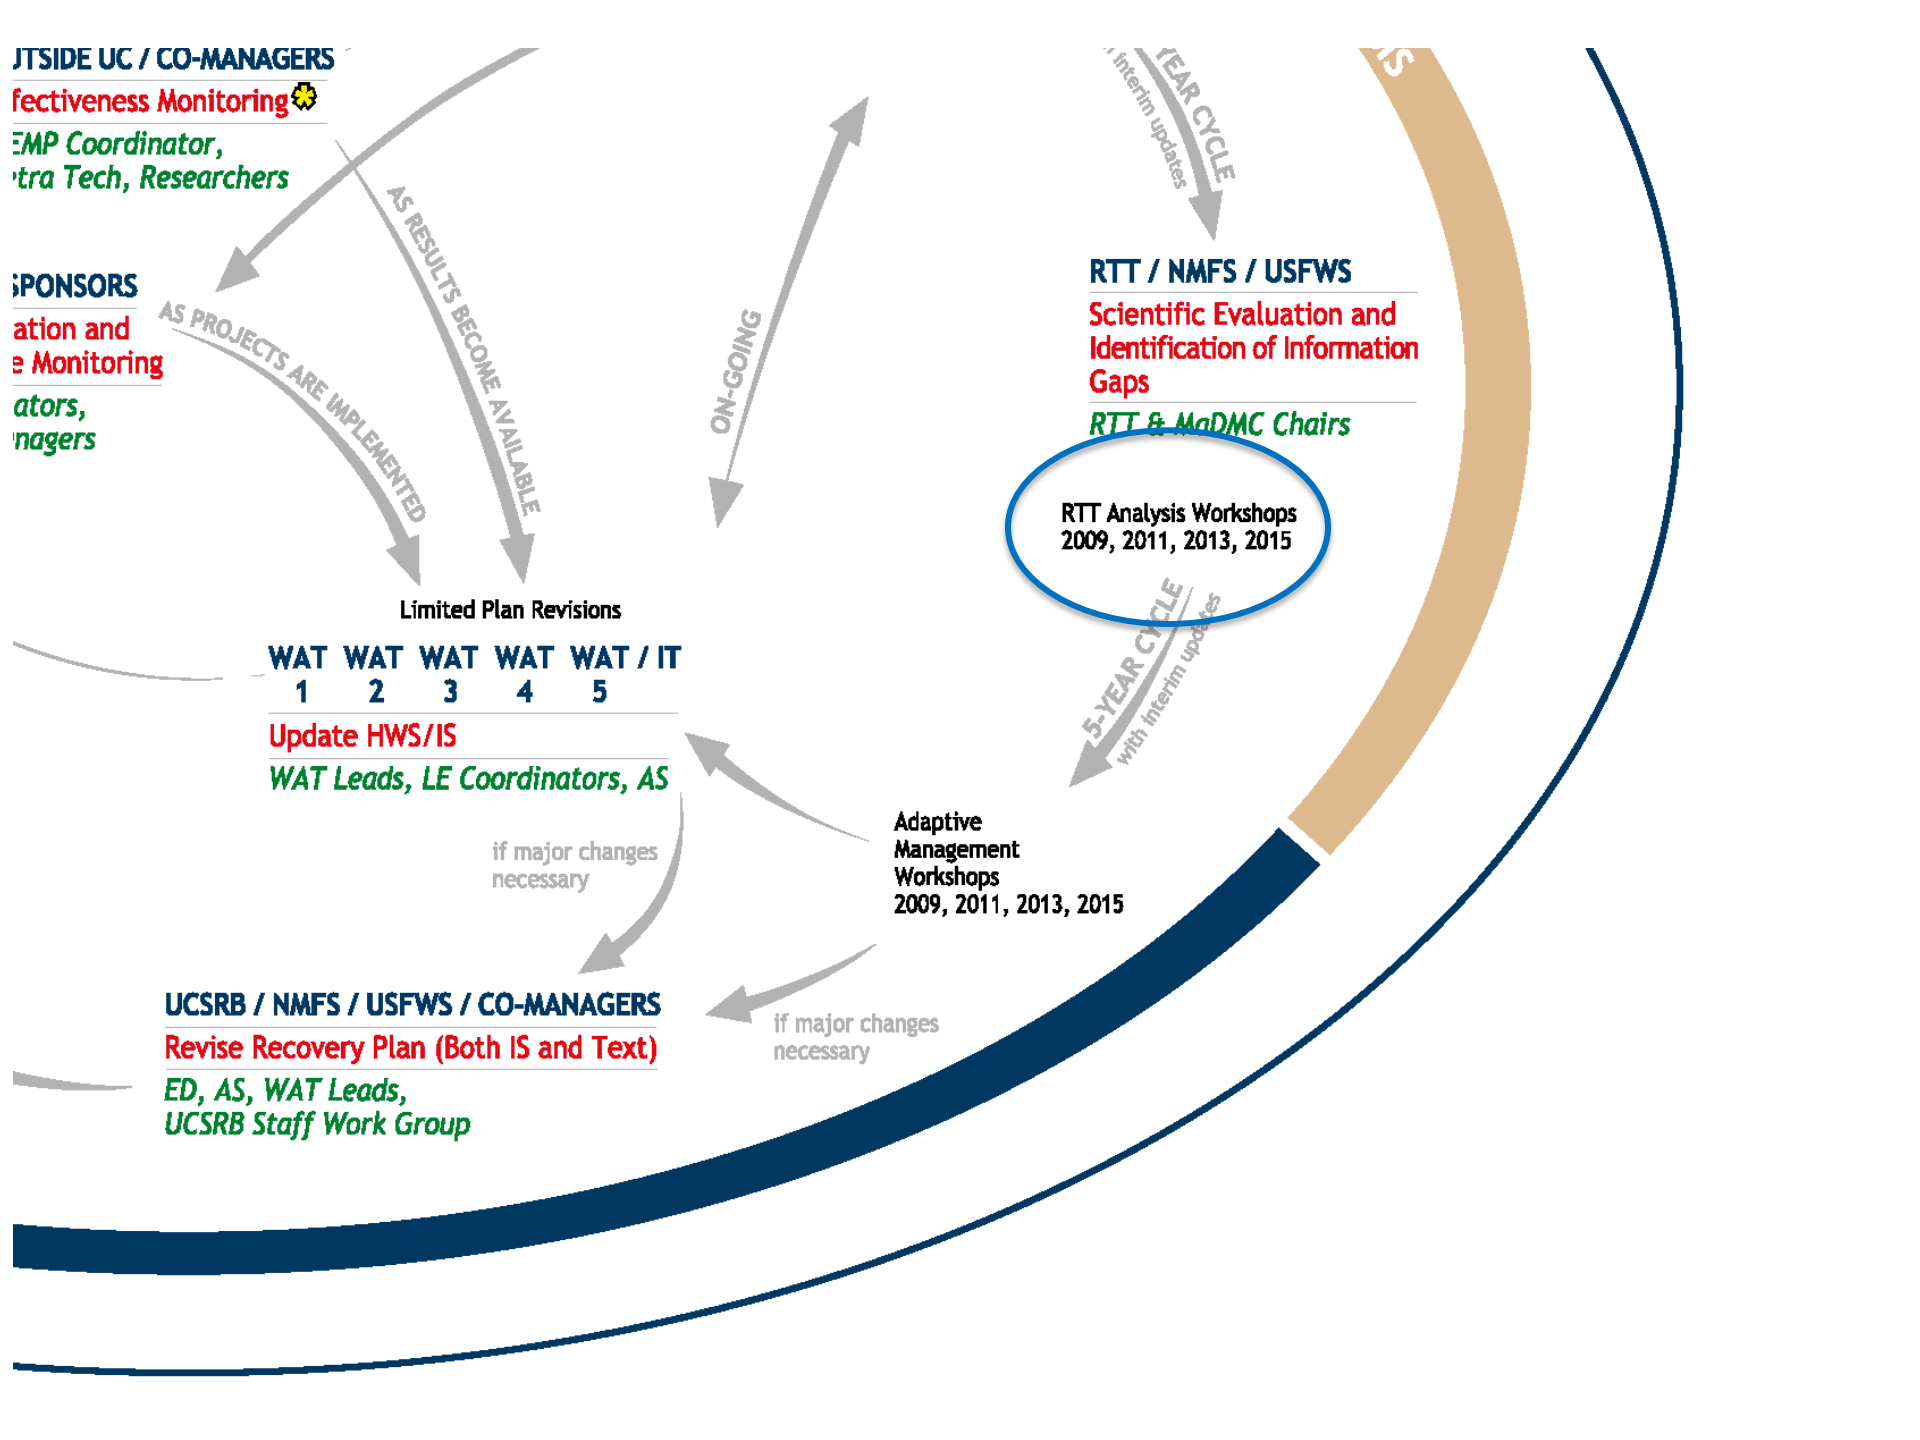 UTSIDE UC / CO-MANAGERS
fectiveness Monitoring
EMP Coordinator,
tra Tech, Researchers
SPONSORS
ation and
e Monitoring
ators,
nagers
AS PROJECTS ARE IMPLEMENTED
AS RESULTS BECOME AVAILABLE
ON-GOING
YEAR CYCLE
interim updates
RTT / NMFS / USFWS
Scientific Evaluation and
Identification of Information
Gaps
RTT & MaDMC Chairs
RTT Analysis Workshops
2009, 2011, 2013, 2015
5-YEAR CYCLE
with interim updates
Limited Plan Revisions
WAT WAT WAT WAT WAT / IT
1 2 3 4 5
Update HWS/IS
WAT Leads, LE Coordinators, AS
if major changes
necessary
Adaptive
Management
Workshops
2009, 2011, 2013, 2015
UCSRB / NMFS / USFWS / CO-MANAGERS
Revise Recovery Plan (Both IS and Text)
ED, AS, WAT Leads,
UCSRB Staff Work Group
if major changes
necessary